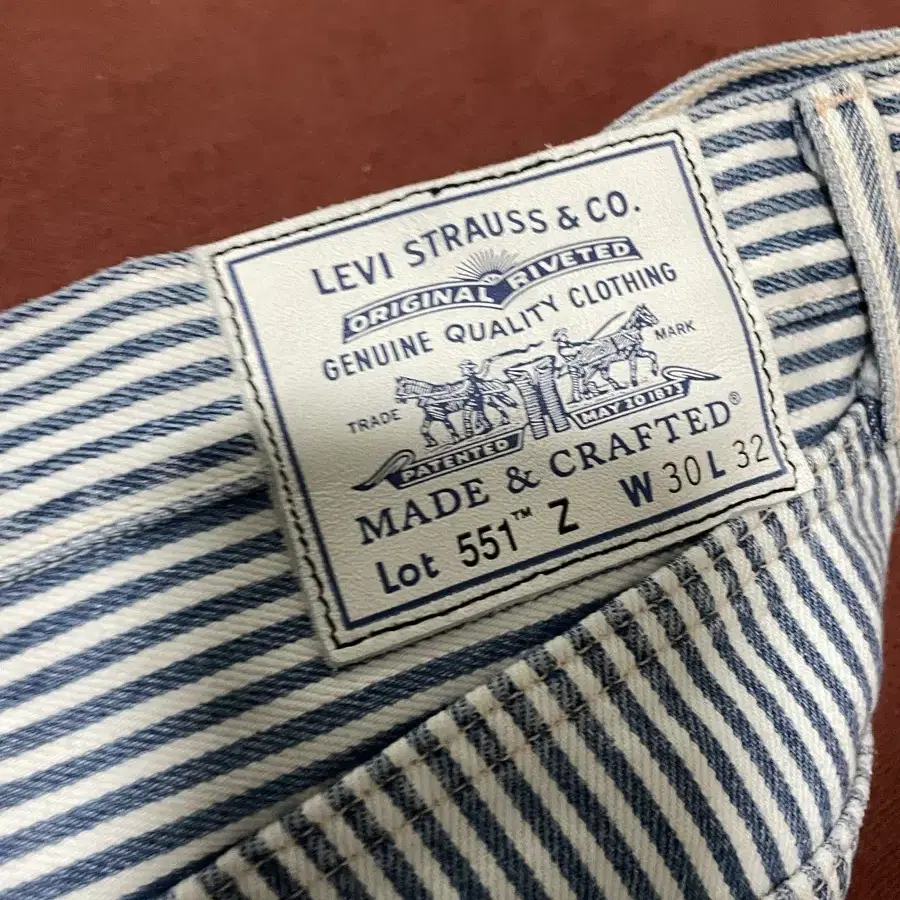 LEVI STRAUSS & CO.
ORIGINAL RIVETED
GENUINE QUALITY CLOTHING
TRADE MARK
PATENTED MAY 20 1873
MADE & CRAFTED®
Lot 551™ Z W 30 L 32